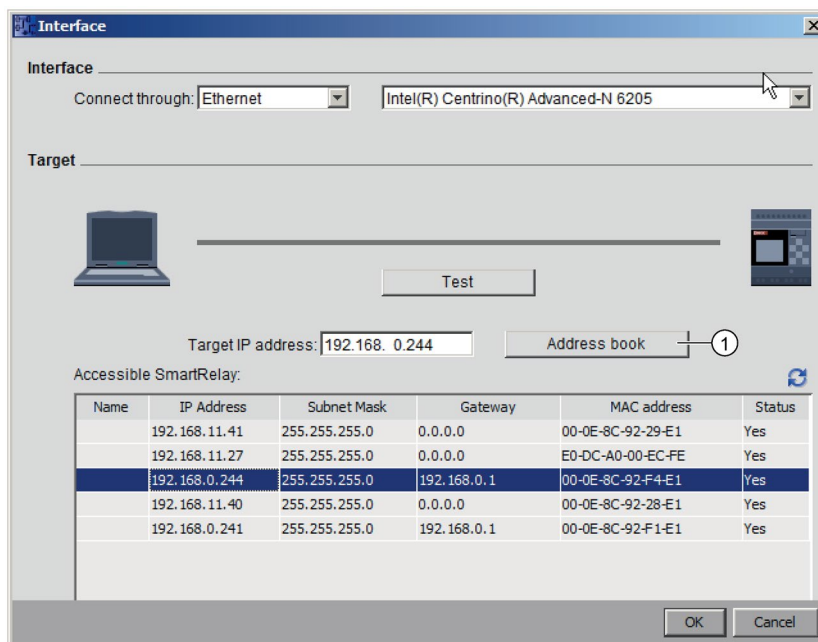 Interface
Interface
Connect through: Ethernet Intel(R) Centrino(R) Advanced-N 6205
Target
Test
Target IP address: 192.168. 0.244 Address book 1
Accessible SmartRelay:
Name IP Address Subnet Mask Gateway MAC address Status
192.168.11.41 255.255.255.0 0.0.0.0 00-0E-8C-92-29-E1 Yes
192.168.11.27 255.255.255.0 0.0.0.0 E0-DC-A0-00-EC-FE Yes
192.168.0.244 255.255.255.0 192.168.0.1 00-0E-8C-92-F4-E1 Yes
192.168.11.40 255.255.255.0 0.0.0.0 00-0E-8C-92-28-E1 Yes
192.168.0.241 255.255.255.0 192.168.0.1 00-0E-8C-92-F1-E1 Yes
OK Cancel